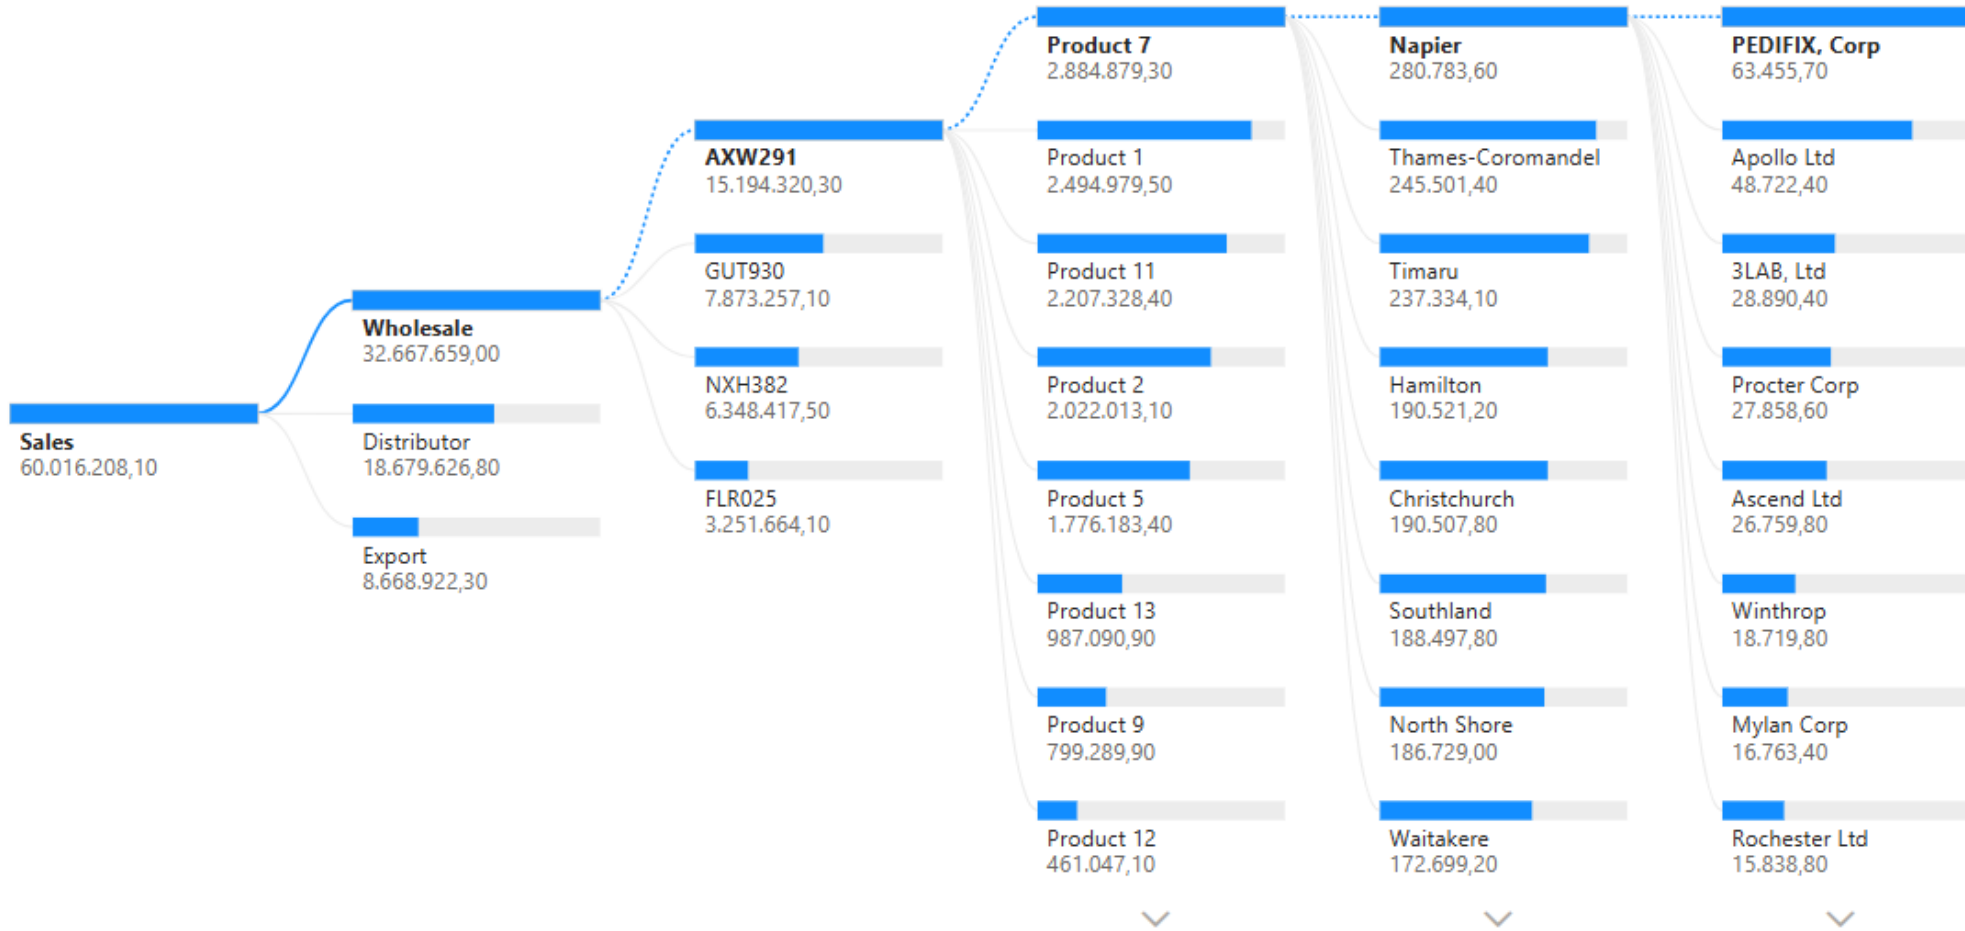 Sales
60.016.208,10
Wholesale
32.667.659,00
Distributor
18.679.626,80
Export
8.668.922,30
AXW291
15.194.320,30
GUT930
7.873.257,10
NXH382
6.348.417,50
FLR025
3.251.664,10
Product 7
2.884.879,30
Product 1
2.494.979,50
Product 11
2.207.328,40
Product 2
2.022.013,10
Product 5
1.776.183,40
Product 13
987.090,90
Product 9
799.289,90
Product 12
461.047,10
Napier
280.783,60
Thames-Coromandel
245.501,40
Timaru
237.334,10
Hamilton
190.521,20
Christchurch
190.507,80
Southland
188.497,80
North Shore
186.729,00
Waitakere
172.699,20
PEDIFIX, Corp
63.455,70
Apollo Ltd
48.722,40
3LAB, Ltd
28.890,40
Procter Corp
27.858,60
Ascend Ltd
26.759,80
Winthrop
18.719,80
Mylan Corp
16.763,40
Rochester Ltd
15.838,80